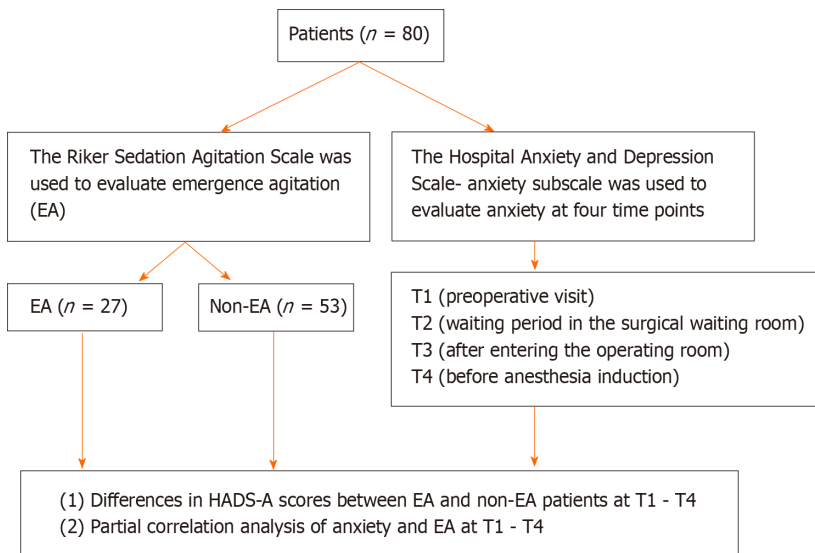 Patients (n = 80)
The Riker Sedation Agitation Scale was
used to evaluate emergence agitation
(EA)
The Hospital Anxiety and Depression
Scale- anxiety subscale was used to
evaluate anxiety at four time points
EA (n = 27)
Non-EA (n = 53)
T1 (preoperative visit)
T2 (waiting period in the surgical waiting room)
T3 (after entering the operating room)
T4 (before anesthesia induction)
(1) Differences in HADS-A scores between EA and non-EA patients at T1 - T4
(2) Partial correlation analysis of anxiety and EA at T1 - T4